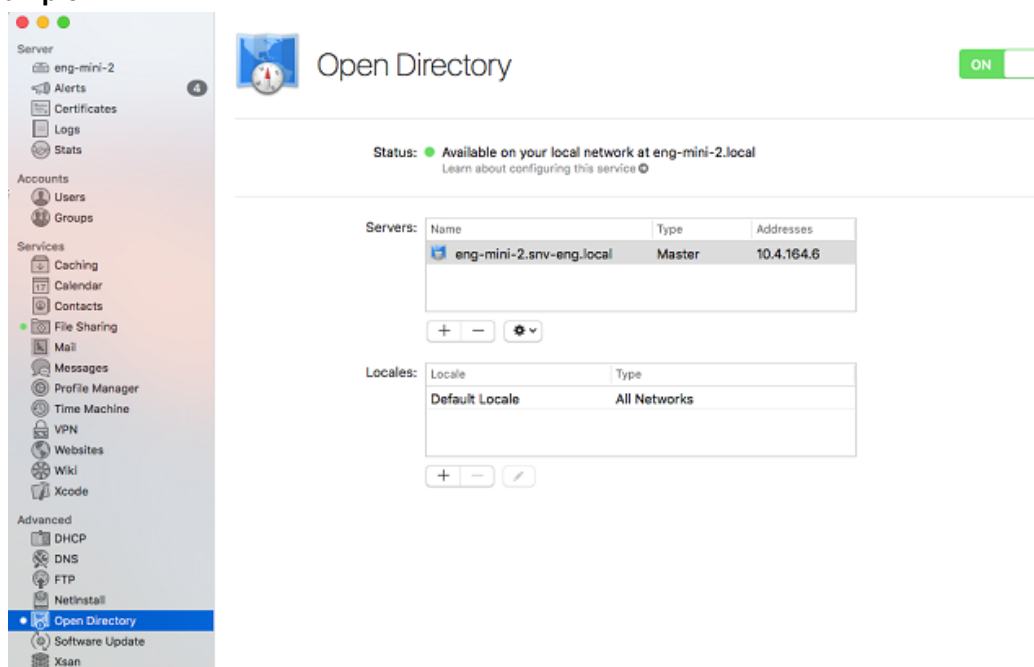 Server
eng-mini-2
Alerts 4
Certificates
Logs
Stats
Accounts
Users
Groups
Services
Caching
Calendar
Contacts
File Sharing
Mail
Messages
Profile Manager
Time Machine
VPN
Websites
Wiki
Xcode
Advanced
DHCP
DNS
FTP
NetInstall
Open Directory
Software Update
Xsan
Open Directory
ON
Status: Available on your local network at eng-mini-2.local
Learn about configuring this service
Servers: Name Type Addresses
eng-mini-2.snv-eng.local Master 10.4.164.6
Locales: Locale Type
Default Locale All Networks